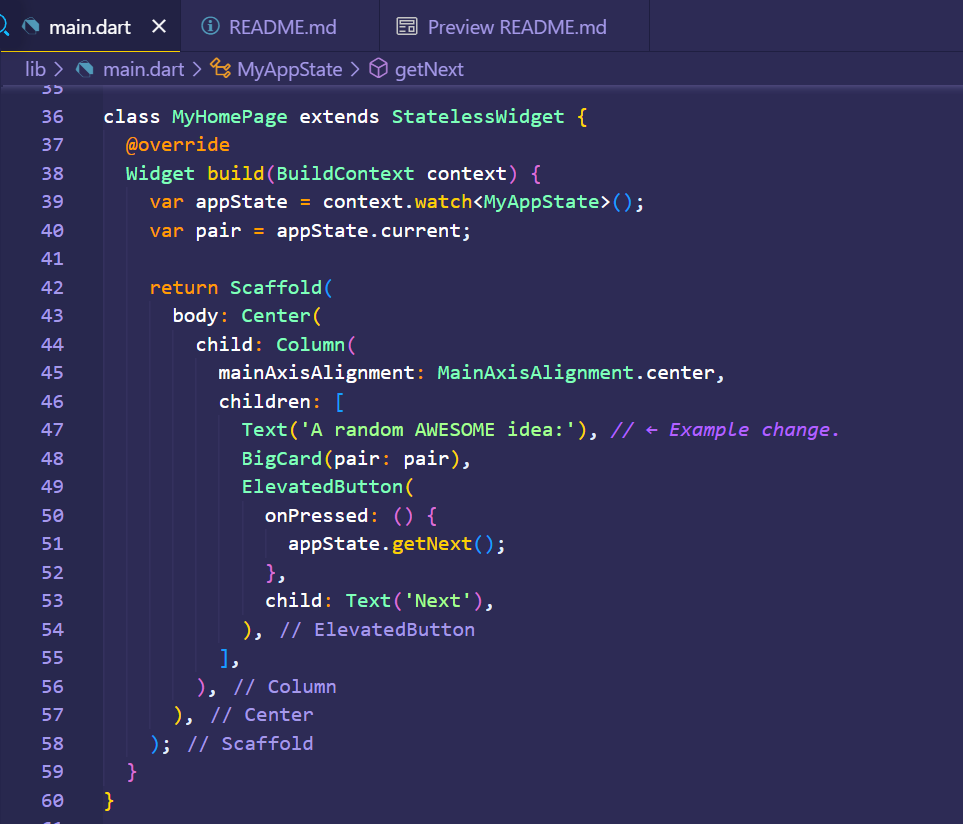 main.dart × README.md Preview README.md
lib > main.dart > MyAppState > getNext
35
36 class MyHomePage extends StatelessWidget {
37   @override
38   Widget build(BuildContext context) {
39     var appState = context.watch<MyAppState>();
40     var pair = appState.current;
41
42     return Scaffold(
43       body: Center(
44         child: Column(
45           mainAxisAlignment: MainAxisAlignment.center,
46           children: [
47             Text('A random AWESOME idea:'), // ← Example change.
48             BigCard(pair: pair),
49             ElevatedButton(
50               onPressed: () {
51                 appState.getNext();
52               },
53               child: Text('Next'),
54             ), // ElevatedButton
55           ],
56         ), // Column
57       ), // Center
58     ); // Scaffold
59   }
60 }